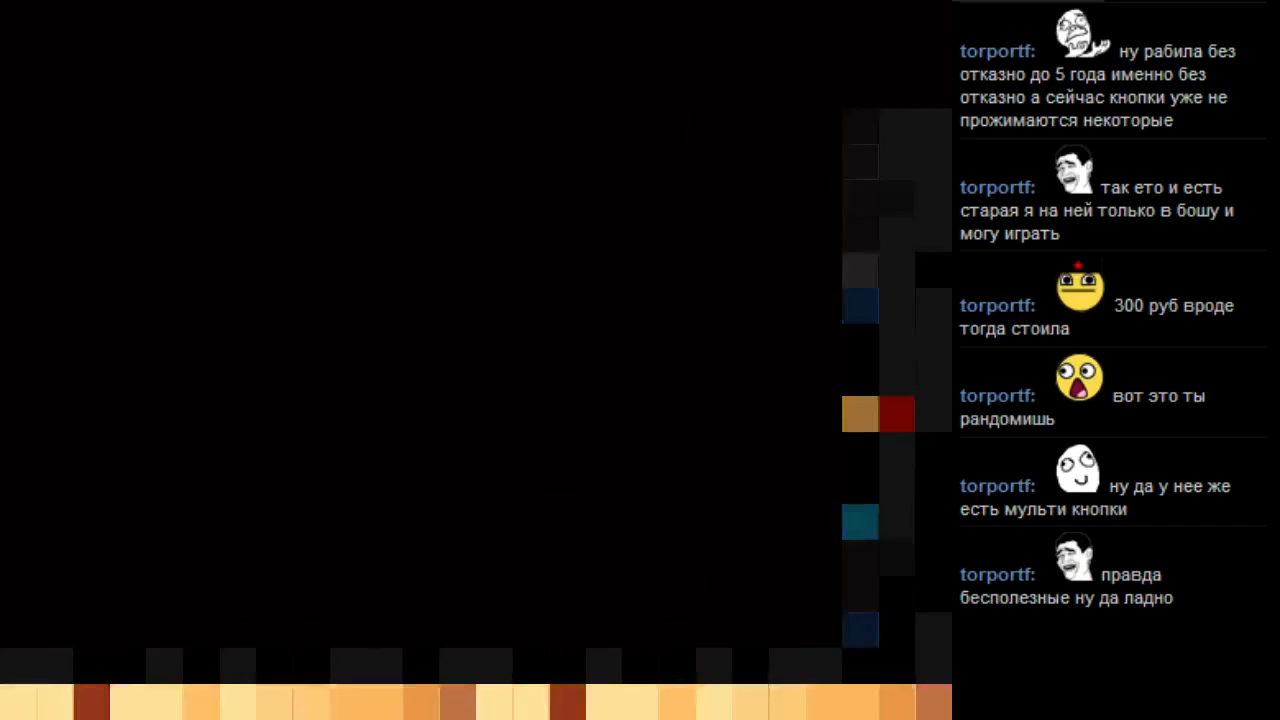 torportf: ну рабила без
отказно до 5 года именно без
отказно а сейчас кнопки уже не
прожимаются некоторые
torportf: так ето и есть
старая я на ней только в бошу и
могу играть
torportf: 300 руб вроде
тогда стоила
torportf: вот это ты
рандомишь
torportf: ну да у нее же
есть мульти кнопки
torportf: правда
бесполезные ну да ладно